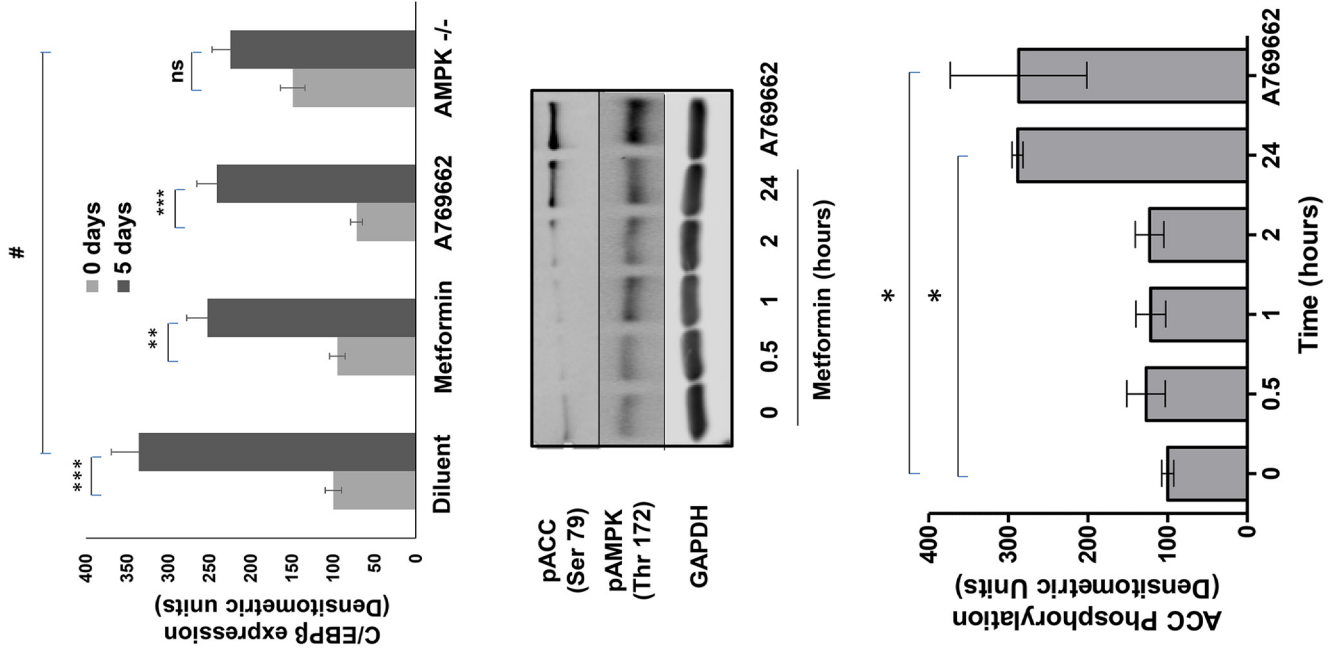 #
***
**
***
ns
0 days
5 days
400
350
300
250
200
150
100
50
0
C/EBPβ expression
(Densitometric units)
Diluent
Metformin
A769662
AMPK -/-
pACC
(Ser 79)
pAMPK
(Thr 172)
GAPDH
0 0.5 1 2 24 A769662
Metformin (hours)
*
*
400
300
200
100
0
ACC Phosphorylation
(Densitometric Units)
0 0.5 1 2 24 A769662
Time (hours)